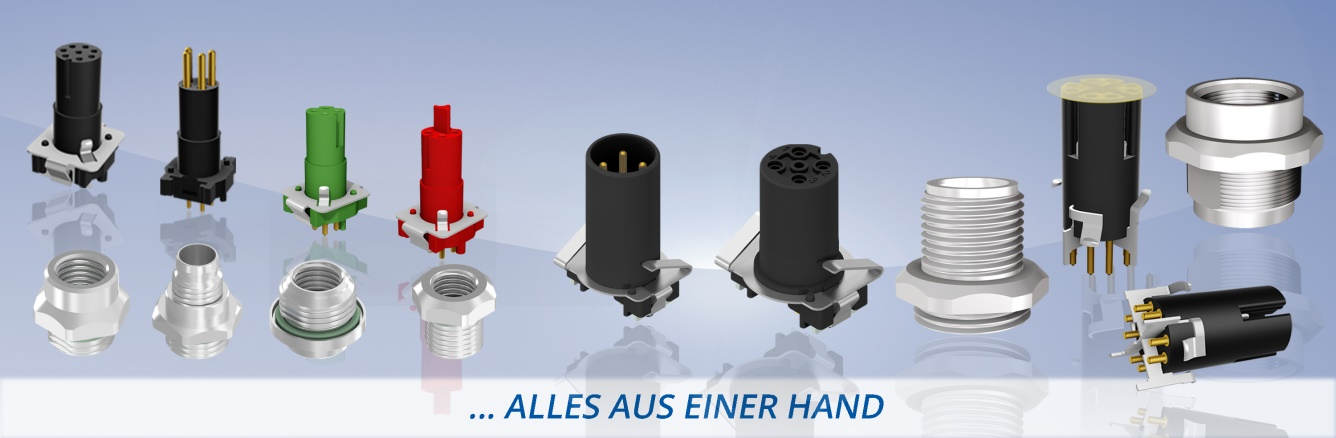 ... ALLES AUS EINER HAND